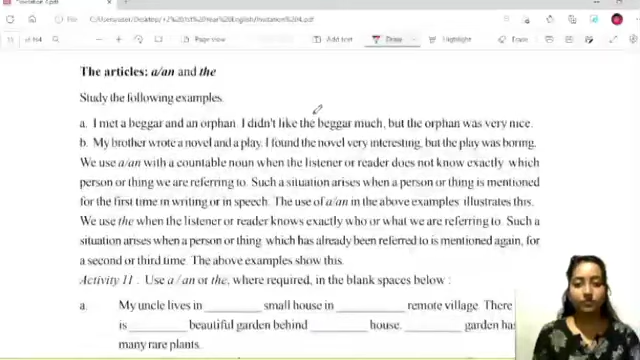 Page view
Add text
Draw
Highlight
Erase
11 of 164
The articles: a/an and the
Study the following examples.
a. I met a beggar and an orphan. I didn't like the beggar much, but the orphan was very nice.
b. My brother wrote a novel and a play. I found the novel very interesting, but the play was boring.
We use a/an with a countable noun when the listener or reader does not know exactly which
person or thing we are referring to. Such a situation arises when a person or thing is mentioned
for the first time in writing or in speech. The use of a/an in the above examples illustrates this.
We use the when the listener or reader knows exactly who or what we are referring to. Such a
situation arises when a person or thing, which has already been referred to is mentioned again, for
a second or third time. The above examples show this.
Activity 11 : Use a / an or the, where required, in the blank spaces below :
a. My uncle lives in ________ small house in ________ remote village. There
is ________ beautiful garden behind ________ house. ________ garden has
many rare plants.